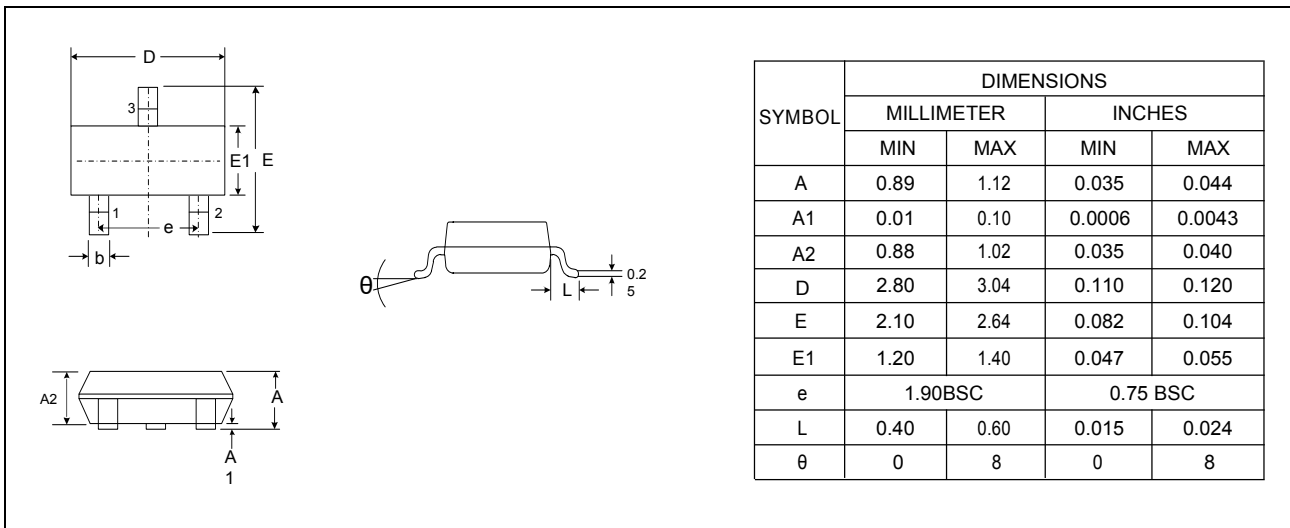 D
3
E1 E
1
2
e
b
θ
L
0.2
5
A2
A
A
1
DIMENSIONS
SYMBOL MILLIMETER INCHES
MIN MAX MIN MAX
A 0.89 1.12 0.035 0.044
A1 0.01 0.10 0.0006 0.0043
A2 0.88 1.02 0.035 0.040
D 2.80 3.04 0.110 0.120
E 2.10 2.64 0.082 0.104
E1 1.20 1.40 0.047 0.055
e 1.90BSC 0.75 BSC
L 0.40 0.60 0.015 0.024
θ 0 8 0 8